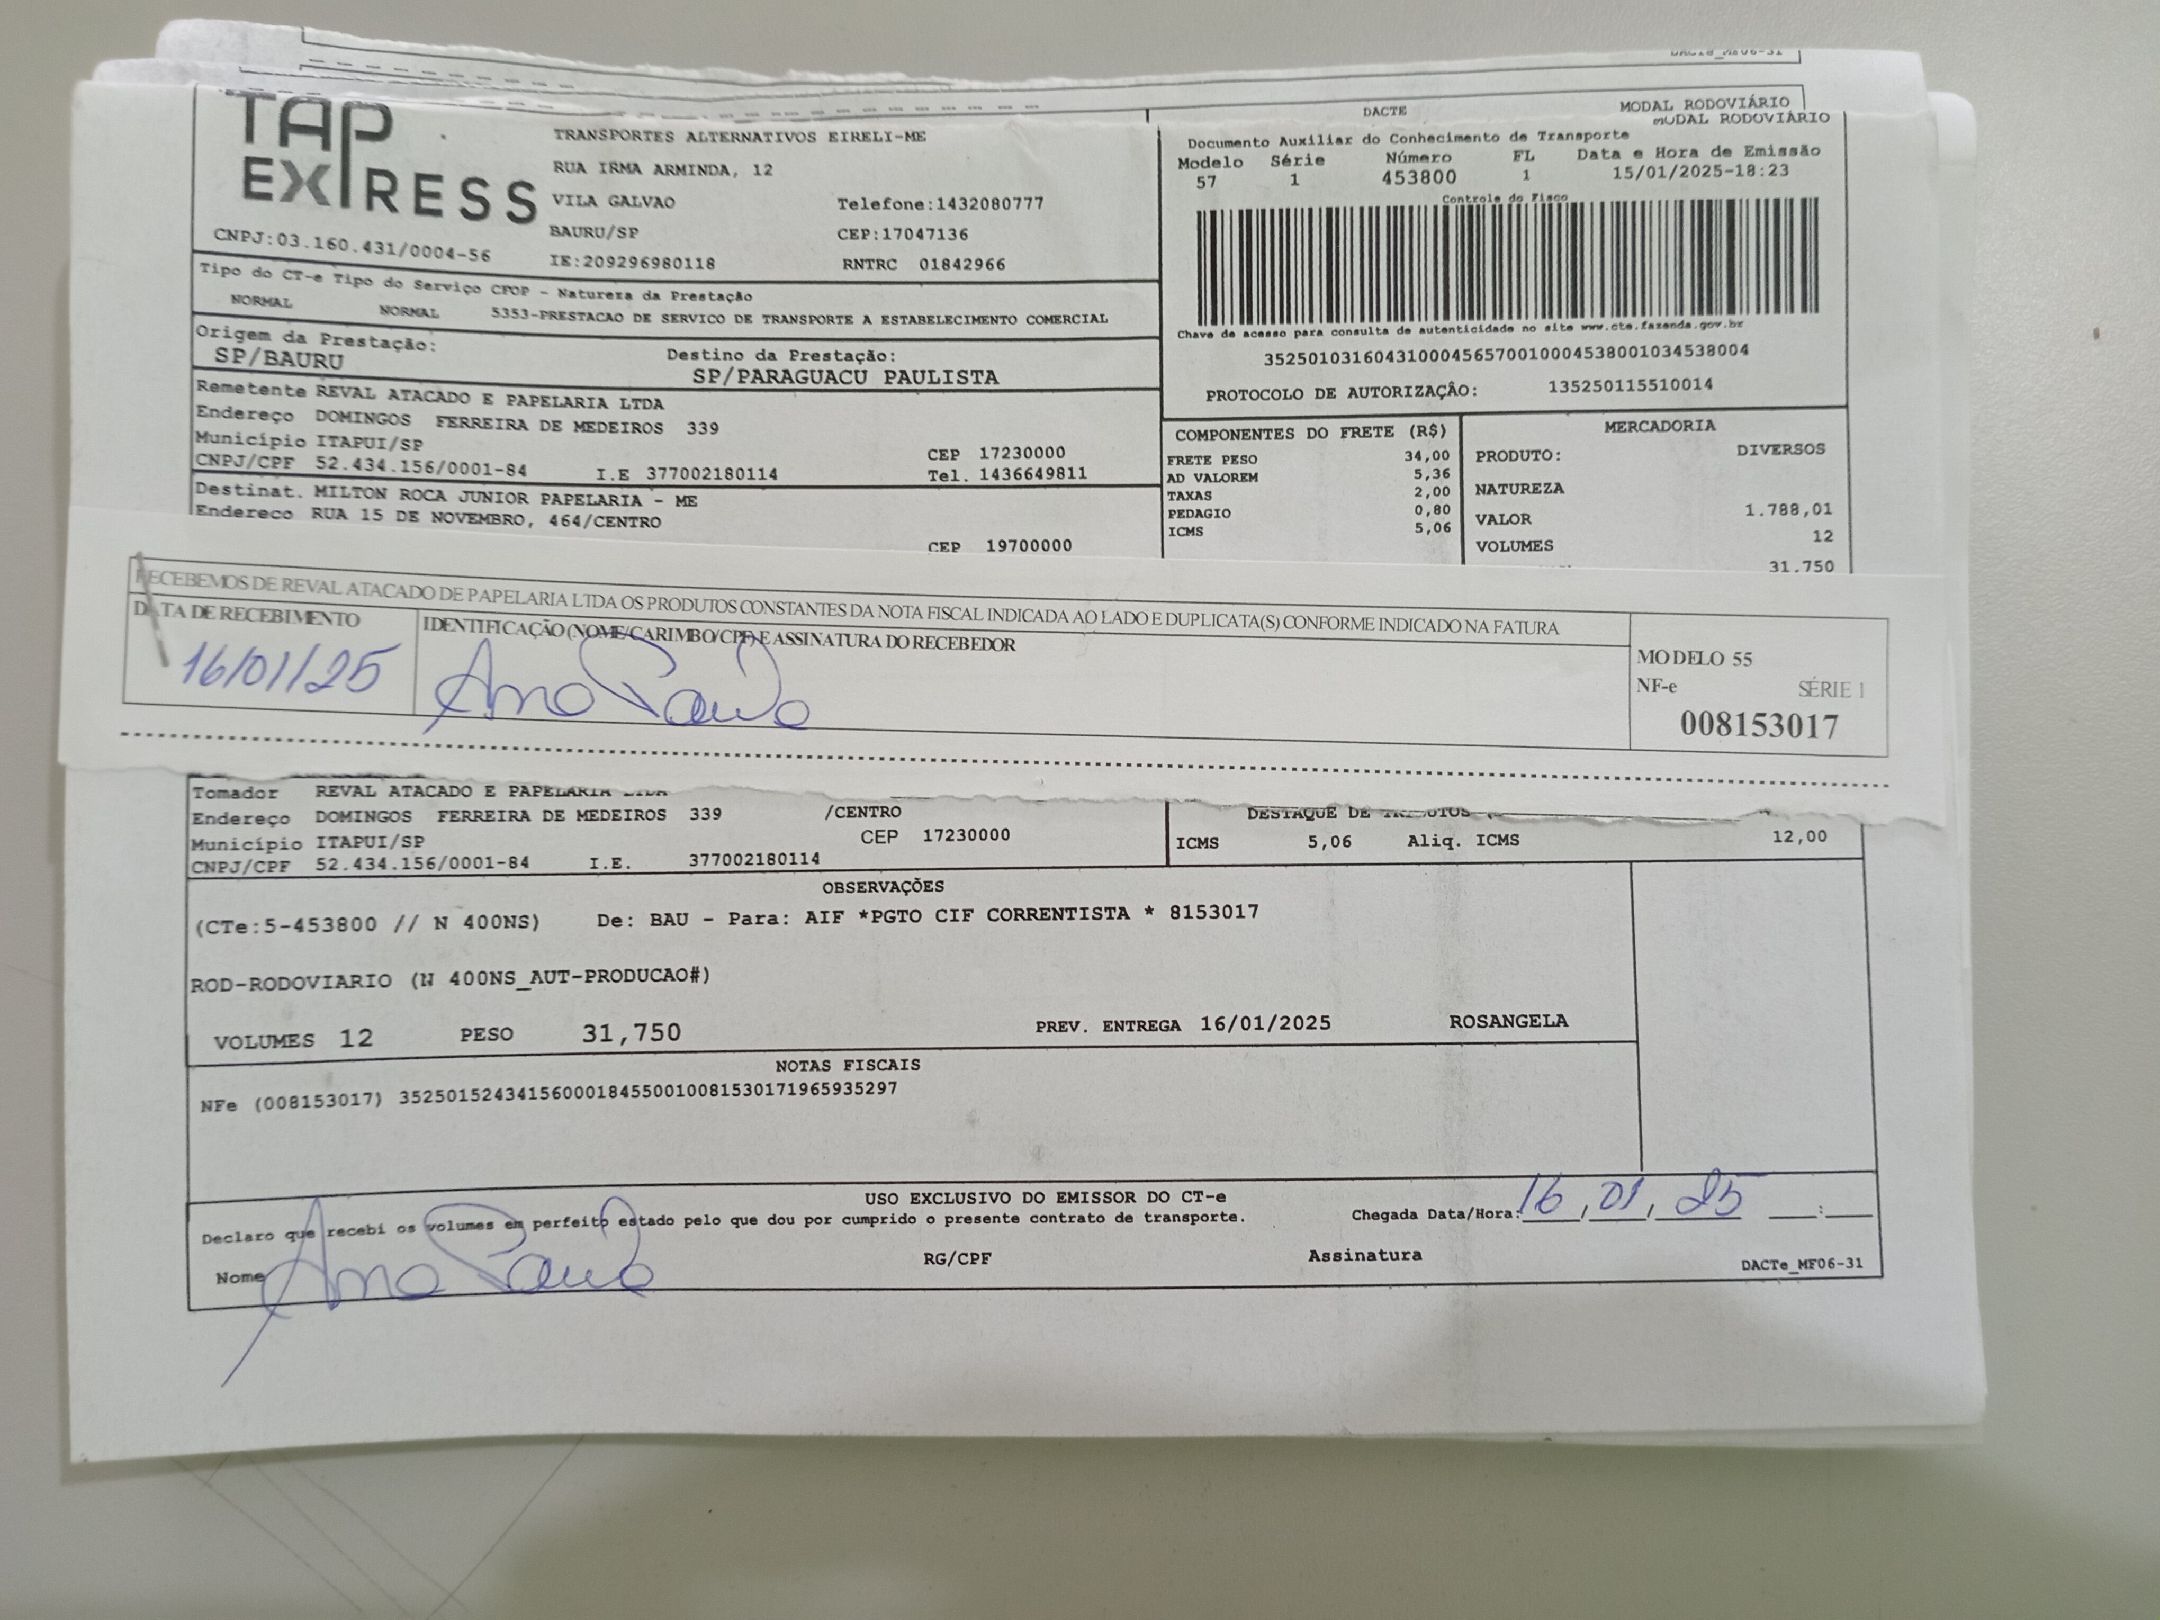 DACTe_MF06-31
MODAL RODOVIÁRIO
TAP EXPRESS
CNPJ:03.160.431/0004-56
TRANSPORTES ALTERNATIVOS EIRELI-ME
RUA IRMA ARMINDA, 12
VILA GALVAO Telefone:1432080777
BAURU/SP CEP:17047136
IE:209296980118 RNTRC 01842966
DACTE MODAL RODOVIÁRIO
Documento Auxiliar do Conhecimento de Transporte
Modelo Série Número FL Data e Hora de Emissão
57 1 453800 1 15/01/2025-18:23
Controle do Fisco
Chave de acesso para consulta de autenticidade no site www.cte.fazenda.gov.br
35250103160431000456570010004538001034538004
PROTOCOLO DE AUTORIZAÇÂO: 135250115510014
Tipo do CT-e Tipo do Serviço CFOP - Natureza da Prestação
NORMAL NORMAL 5353-PRESTACAO DE SERVICO DE TRANSPORTE A ESTABELECIMENTO COMERCIAL
Origem da Prestação: Destino da Prestação:
SP/BAURU SP/PARAGUACU PAULISTA
Remetente REVAL ATACADO E PAPELARIA LTDA
Endereço DOMINGOS FERREIRA DE MEDEIROS 339
Município ITAPUI/SP CEP 17230000
CNPJ/CPF 52.434.156/0001-84 I.E 377002180114 Tel. 1436649811
Destinat. MILTON ROCA JUNIOR PAPELARIA - ME
Endereco RUA 15 DE NOVEMBRO, 464/CENTRO
CEP 19700000
COMPONENTES DO FRETE (R$)
FRETE PESO 34,00
AD VALOREM 5,36
TAXAS 2,00
PEDAGIO 0,80
ICMS 5,06
MERCADORIA
PRODUTO: DIVERSOS
NATUREZA
VALOR 1.788,01
VOLUMES 12
31.750
RECEBEMOS DE REVAL ATACADO DE PAPELARIA LTDA OS PRODUTOS CONSTANTES DA NOTA FISCAL INDICADA AO LADO E DUPLICATA(S) CONFORME INDICADO NA FATURA
DATA DE RECEBIMENTO IDENTIFICAÇÃO (NOME/CARIMBO/CPF) E ASSINATURA DO RECEBEDOR
16/01/25 Ana Paula
MODELO 55
NF-e SÉRIE 1
008153017
Tomador REVAL ATACADO E PAPELARIA LTDA
Endereço DOMINGOS FERREIRA DE MEDEIROS 339 /CENTRO
Município ITAPUI/SP CEP 17230000
CNPJ/CPF 52.434.156/0001-84 I.E. 377002180114
DESTAQUE DE TRIBUTOS
ICMS 5,06 Aliq. ICMS 12,00
OBSERVAÇÕES
(CTe:5-453800 // N 400NS) De: BAU - Para: AIF *PGTO CIF CORRENTISTA * 8153017
ROD-RODOVIARIO (N 400NS_AUT-PRODUCAO#)
VOLUMES 12 PESO 31,750 PREV. ENTREGA 16/01/2025 ROSANGELA
NOTAS FISCAIS
NFe (008153017) 35250152434156000184550010081530171965935297
USO EXCLUSIVO DO EMISSOR DO CT-e
Declaro que recebi os volumes em perfeito estado pelo que dou por cumprido o presente contrato de transporte. Chegada Data/Hora: 16, 01, 25 __:__
Nome Ana Paula RG/CPF Assinatura
DACTe_MF06-31